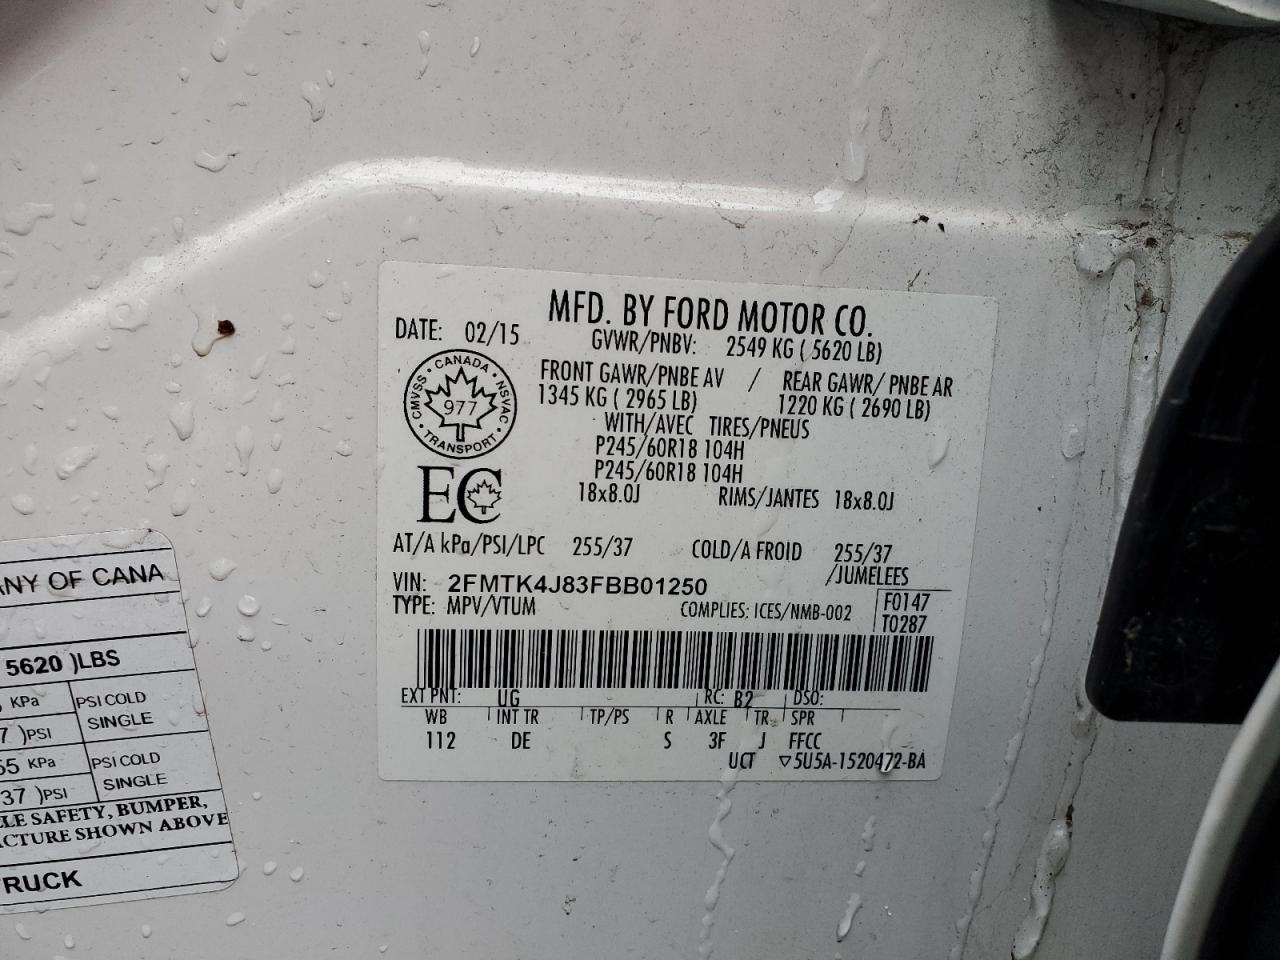 MFD. BY FORD MOTOR CO.
DATE: 02/15
GVWR/PNBV: 2549 KG ( 5620 LB)
FRONT GAWR/PNBE AV / REAR GAWR/ PNBE AR
1345 KG ( 2965 LB) 1220 KG ( 2690 LB)
WITH/AVEC TIRES/PNEUS
P245/60R18 104H
P245/60R18 104H
18x8.0J RIMS/JANTES 18x8.0J
CANADA
CMVSS 977 NSVAC
TRANSPORT
EC
AT/A kPa/PSI/LPC 255/37 COLD/A FROID 255/37
/JUMELEES
VIN: 2FMTK4J83FBB01250
TYPE: MPV/VTUM COMPLIES: ICES/NMB-002
F0147
T0287
EXT PNT: UG RC: B2 DSO:
WB INT TR TP/PS R AXLE TR SPR
112 DE S 3F J FFCC
UCT ▽5U5A-1520472-BA
NY OF CANA
5620 )LBS
KPa PSI COLD
7 )PSI SINGLE
55 KPa PSI COLD
37 )PSI SINGLE
LE SAFETY, BUMPER,
CTURE SHOWN ABOVE
RUCK